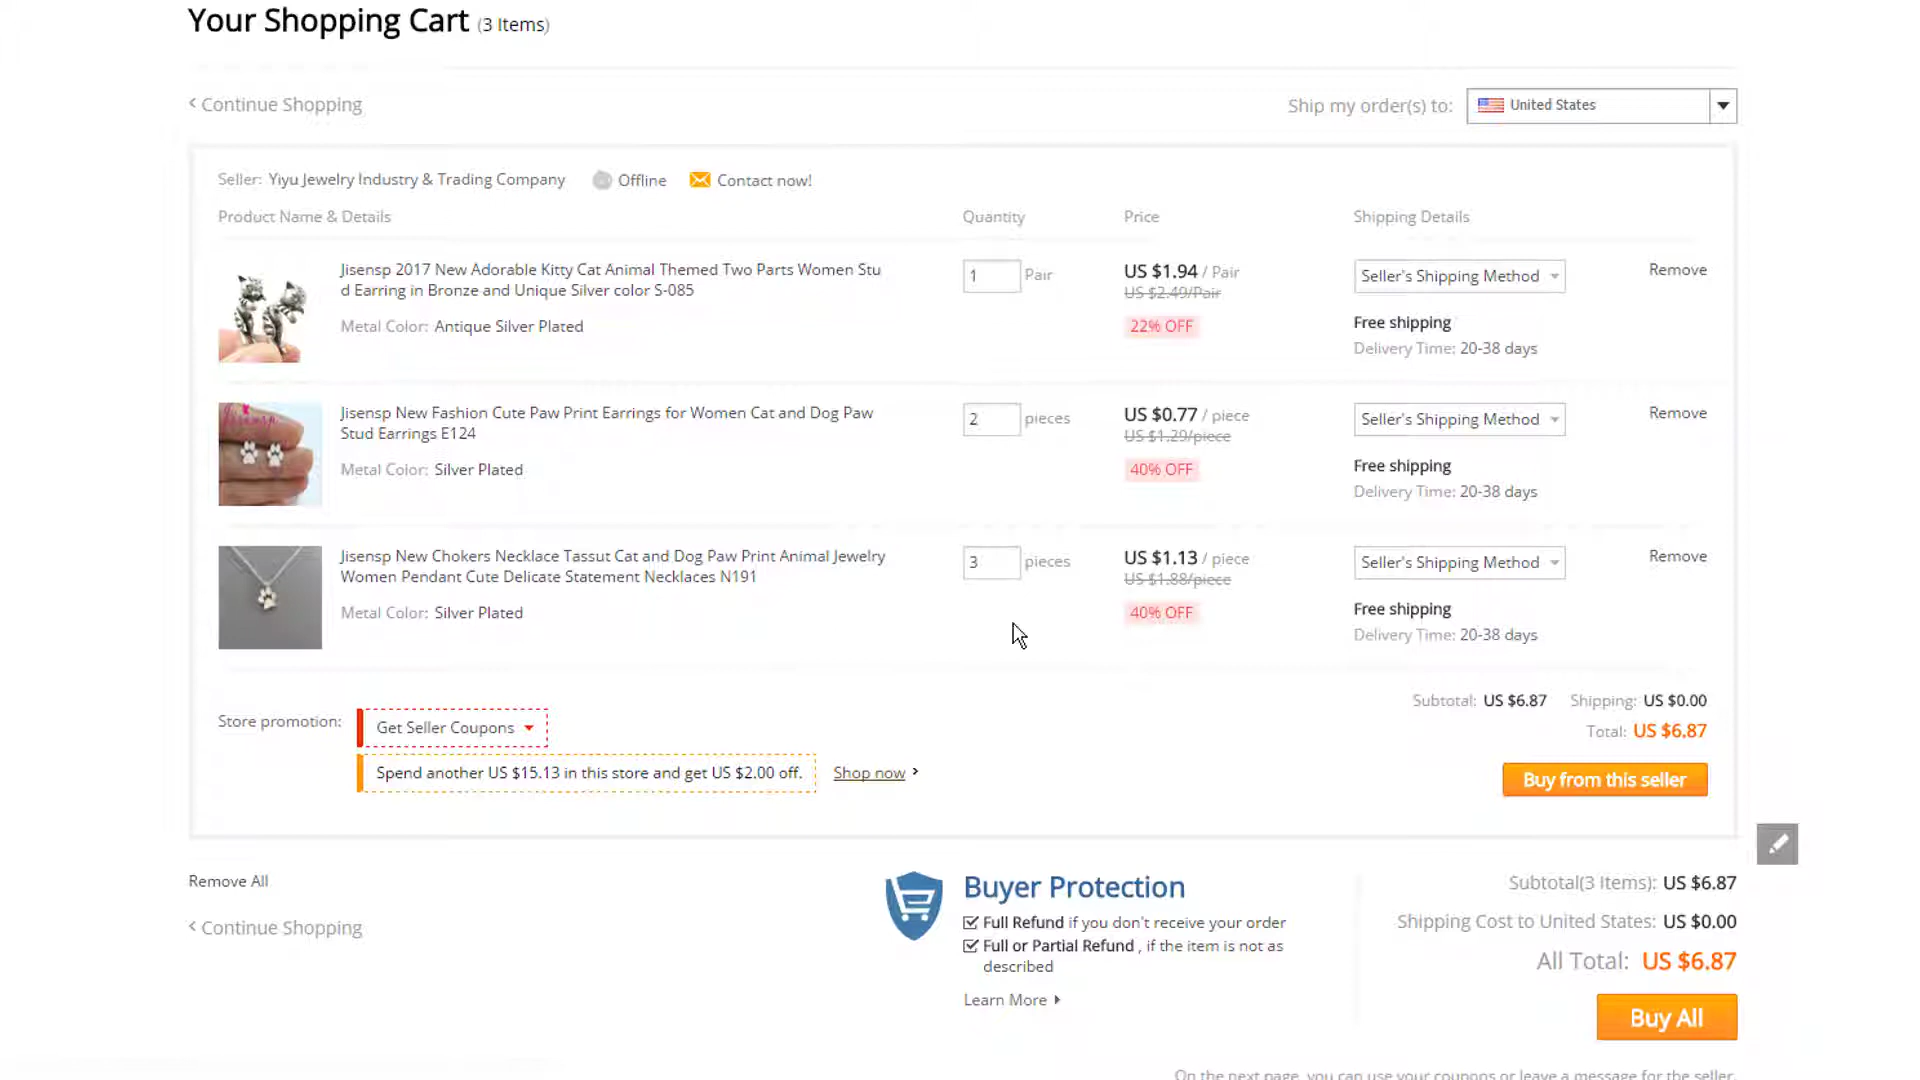 Your Shopping Cart (3 Items)
Continue Shopping
Ship my order(s) to: United States
Seller: Yiyu Jewelry Industry & Trading Company Offline Contact now!
Product Name & Details Quantity Price Shipping Details
Jisensp 2017 New Adorable Kitty Cat Animal Themed Two Parts Women Stu
d Earring in Bronze and Unique Silver color S-085
Metal Color: Antique Silver Plated
1 Pair
US $1.94 / Pair
US $2.49/Pair
22% OFF
Seller's Shipping Method
Free shipping
Delivery Time: 20-38 days
Remove
Jisensp
Jisensp New Fashion Cute Paw Print Earrings for Women Cat and Dog Paw
Stud Earrings E124
Metal Color: Silver Plated
2 pieces
US $0.77 / piece
US $1.29/piece
40% OFF
Seller's Shipping Method
Free shipping
Delivery Time: 20-38 days
Remove
Jisensp New Chokers Necklace Tassut Cat and Dog Paw Print Animal Jewelry
Women Pendant Cute Delicate Statement Necklaces N191
Metal Color: Silver Plated
3 pieces
US $1.13 / piece
US $1.88/piece
40% OFF
Seller's Shipping Method
Free shipping
Delivery Time: 20-38 days
Remove
Store promotion: Get Seller Coupons
Spend another US $15.13 in this store and get US $2.00 off. Shop now
Subtotal: US $6.87 Shipping: US $0.00
Total: US $6.87
Buy from this seller
Remove All
Continue Shopping
Buyer Protection
Full Refund if you don't receive your order
Full or Partial Refund , if the item is not as
described
Learn More
Subtotal(3 Items): US $6.87
Shipping Cost to United States: US $0.00
All Total: US $6.87
Buy All
On the next page, you can use your coupons or leave a message for the seller.